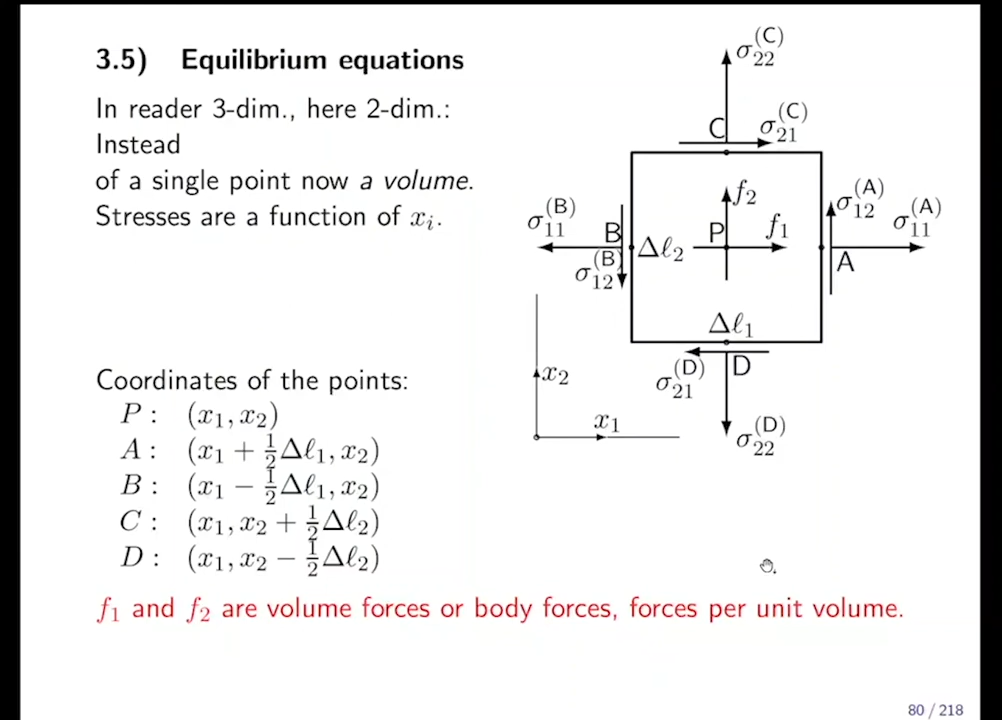 3.5) Equilibrium equations
In reader 3-dim., here 2-dim.:
Instead
of a single point now a volume.
Stresses are a function of xᵢ.
σ₂₂⁽ᶜ⁾
C σ₂₁⁽ᶜ⁾
σ₁₁⁽ᴮ⁾ B Δℓ₂ P f₂ f₁ σ₁₂⁽ᴬ⁾ σ₁₁⁽ᴬ⁾
σ₁₂⁽ᴮ⁾ A
Δℓ₁
σ₂₁⁽ᴰ⁾ D
σ₂₂⁽ᴰ⁾
x₂
x₁
Coordinates of the points:
P : (x₁, x₂)
A : (x₁ + ½Δℓ₁, x₂)
B : (x₁ − ½Δℓ₁, x₂)
C : (x₁, x₂ + ½Δℓ₂)
D : (x₁, x₂ − ½Δℓ₂)
f₁ and f₂ are volume forces or body forces, forces per unit volume.
80 / 218